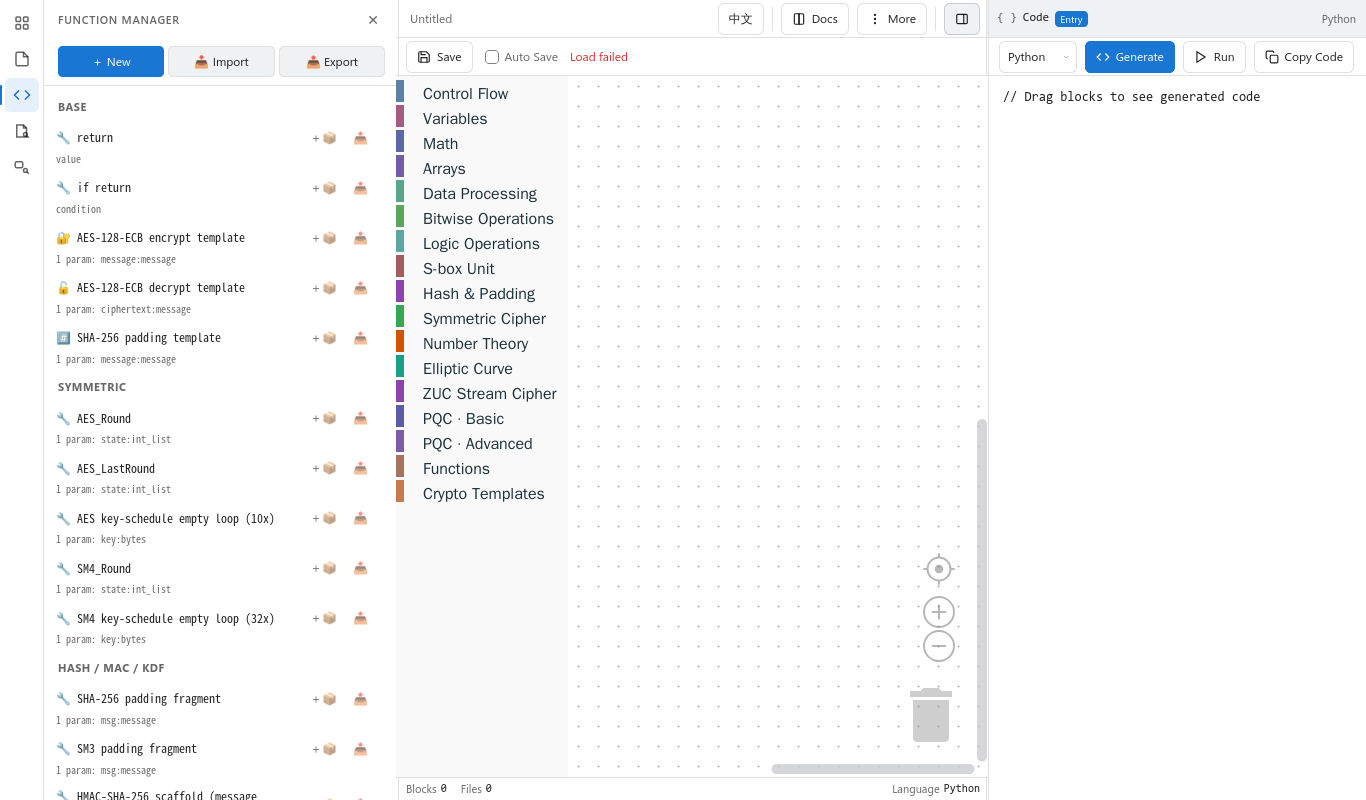 FUNCTION MANAGER ✕
+ New
Import
Export
BASE
return
value
if return
condition
AES-128-ECB encrypt template
1 param: message:message
AES-128-ECB decrypt template
1 param: ciphertext:message
SHA-256 padding template
1 param: message:message
SYMMETRIC
AES_Round
1 param: state:int_list
AES_LastRound
1 param: state:int_list
AES key-schedule empty loop (10x)
1 param: key:bytes
SM4_Round
1 param: state:int_list
SM4 key-schedule empty loop (32x)
1 param: key:bytes
HASH / MAC / KDF
SHA-256 padding fragment
1 param: msg:message
SM3 padding fragment
1 param: msg:message
HMAC-SHA-256 scaffold (message
Untitled
中文
Docs
More
Save
Auto Save
Load failed
Control Flow
Variables
Math
Arrays
Data Processing
Bitwise Operations
Logic Operations
S-box Unit
Hash & Padding
Symmetric Cipher
Number Theory
Elliptic Curve
ZUC Stream Cipher
PQC · Basic
PQC · Advanced
Functions
Crypto Templates
Blocks 0 Files 0
Language Python
{ } Code Entry
Python
Python
Generate
Run
Copy Code
// Drag blocks to see generated code